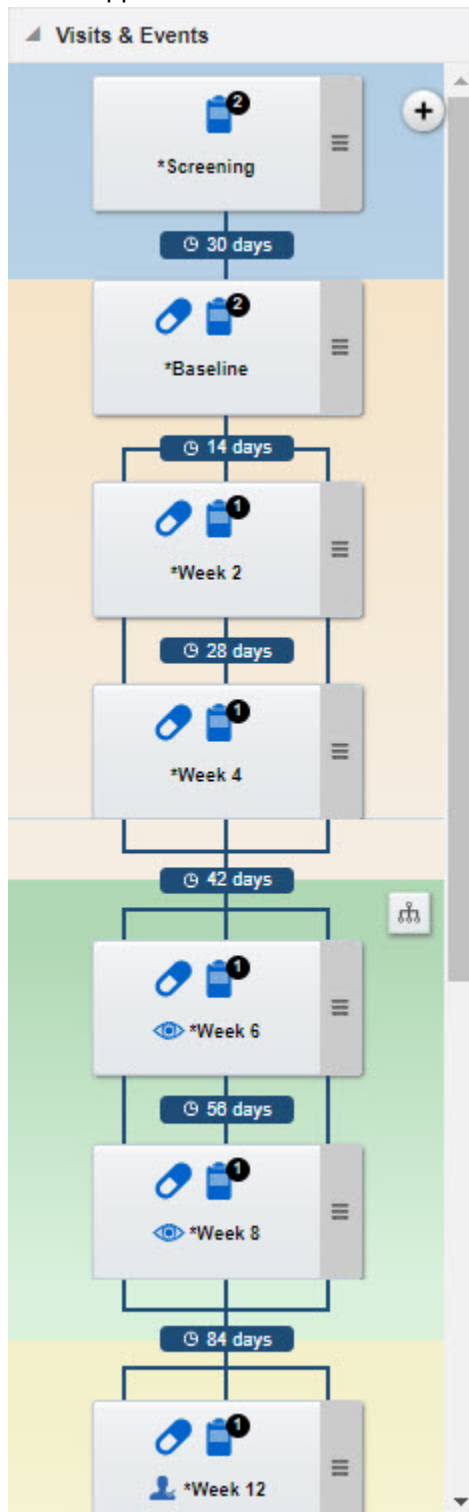 Visits & Events
2
*Screening
30 days
2
*Baseline
14 days
1
*Week 2
28 days
1
*Week 4
42 days
1
*Week 6
56 days
1
*Week 8
84 days
1
*Week 12